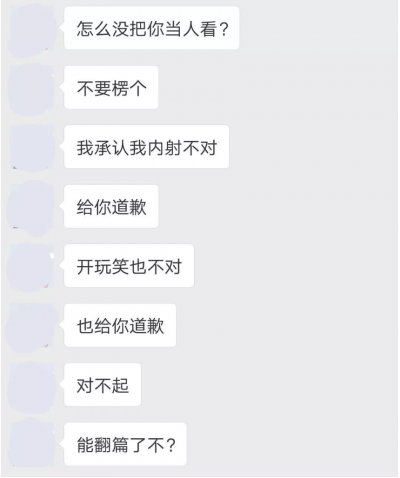 怎么没把你当人看？
不要楞个
我承认我内射不对
给你道歉
开玩笑也不对
也给你道歉
对不起
能翻篇了不？